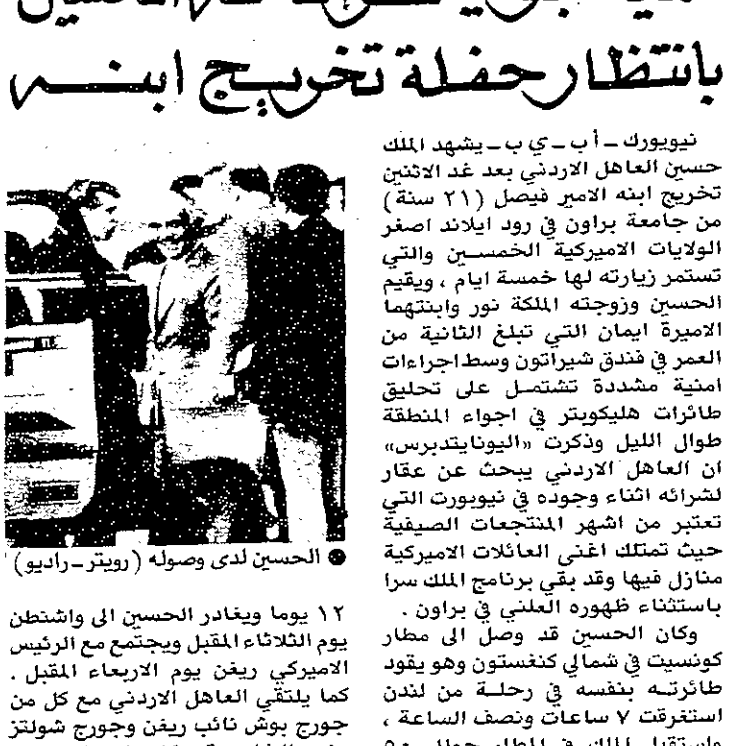 بانتظار حفلة تخريج ابنه
نيويورك ـ أ ب ـ ي ب ـ يشهد الملك
حسين العاهل الاردني بعد غد الاثنين
تخريج ابنه الامير فيصل (٢١ سنة)
من جامعة براون في رود ايلاند اصغر
الولايات الاميركية الخمسين والتي
تستمر زيارته لها خمسة ايام ، ويقيم
الحسين وزوجته الملكة نور وابنتهما
الاميرة ايمان التي تبلغ الثانية من
العمر في فندق شيراتون وسط اجراءات
امنية مشددة تشتمل على تحليق
طائرات هليكوبتر في اجواء المنطقة
طوال الليل وذكرت «اليونايتدبرس»
ان العاهل الاردني يبحث عن عقار
لشرائه اثناء وجوده في نيوبورت التي
تعتبر من اشهر المنتجعات الصيفية
حيث تمتلك اغنى العائلات الاميركية
منازل فيها وقد بقي برنامج الملك سرا
باستثناء ظهوره العلني في براون .
وكان الحسين قد وصل الى مطار
كونسيت في شمالي كنغستون وهو يقود
طائرته بنفسه في رحلة من لندن
استغرقت ٧ ساعات ونصف الساعة ،
الحسين لدى وصوله (رويتر ـ راديو)
١٢ يوما ويغادر الحسين الى واشنطن
يوم الثلاثاء المقبل ويجتمع مع الرئيس
الاميركي ريغن يوم الاربعاء المقبل .
كما يلتقي العاهل الاردني مع كل من
جورج بوش نائب ريغن وجورج شولتز